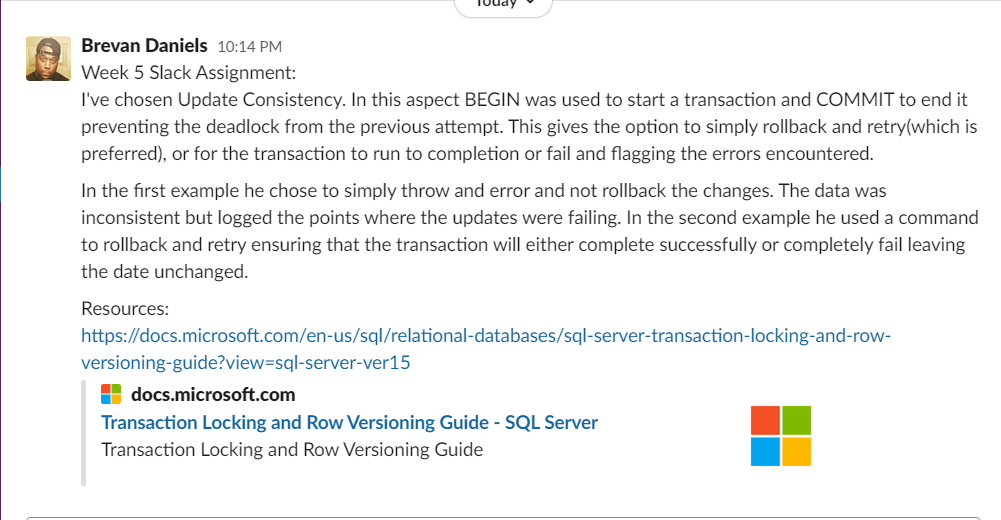 Today
Brevan Daniels 10:14 PM
Week 5 Slack Assignment:
I've chosen Update Consistency. In this aspect BEGIN was used to start a transaction and COMMIT to end it
preventing the deadlock from the previous attempt. This gives the option to simply rollback and retry(which is
preferred), or for the transaction to run to completion or fail and flagging the errors encountered.
In the first example he chose to simply throw and error and not rollback the changes. The data was
inconsistent but logged the points where the updates were failing. In the second example he used a command
to rollback and retry ensuring that the transaction will either complete successfully or completely fail leaving
the date unchanged.
Resources:
https://docs.microsoft.com/en-us/sql/relational-databases/sql-server-transaction-locking-and-row-
versioning-guide?view=sql-server-ver15
docs.microsoft.com
Transaction Locking and Row Versioning Guide - SQL Server
Transaction Locking and Row Versioning Guide